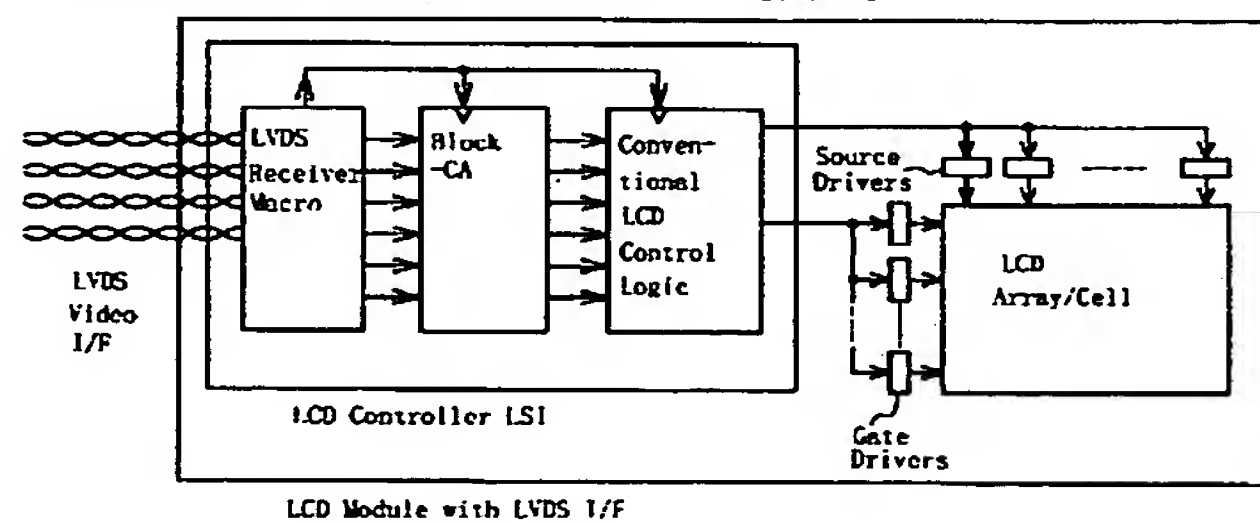 LVDS
Receiver
Macro
Block
-CA
Conven-
tional
LCD
Control
Logic
Source
Drivers
LCD
Array/Cell
LVDS
Video
I/F
LCD Controller LSI
Gate
Drivers
LCD Module with LVDS I/F